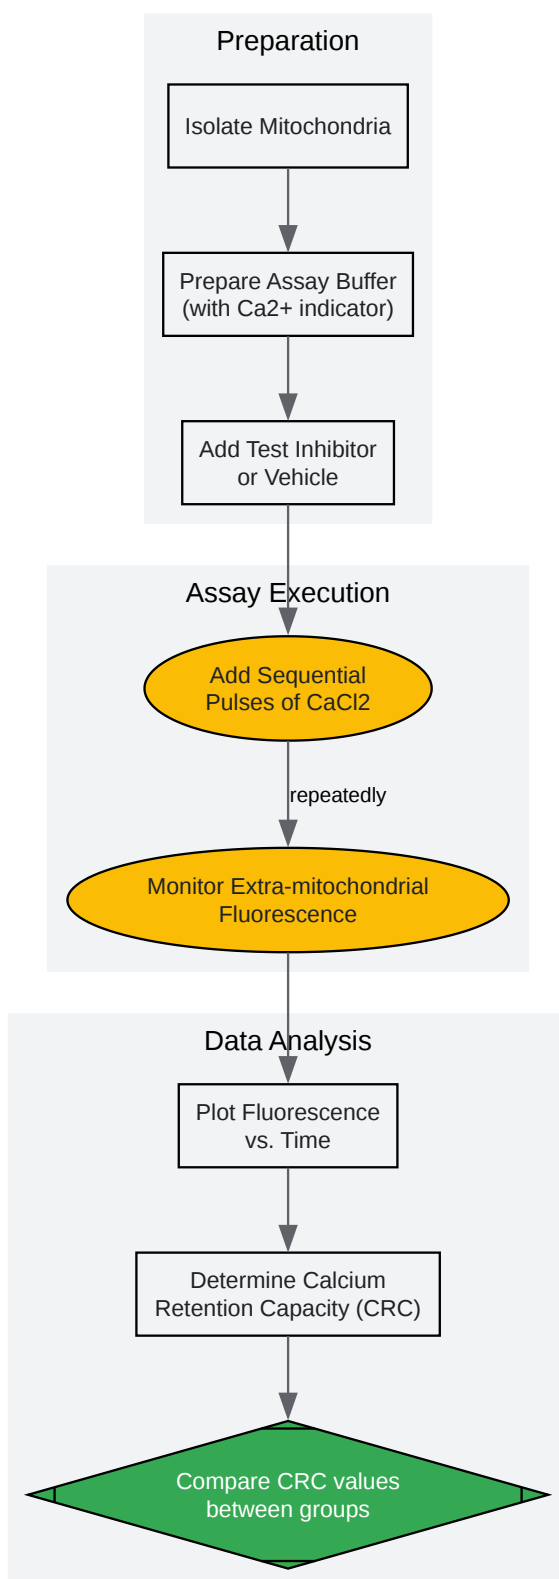 Preparation
Isolate Mitochondria
Prepare Assay Buffer
(with Ca2+ indicator)
Add Test Inhibitor
or Vehicle
Assay Execution
Add Sequential
Pulses of CaCl2
repeatedly
Monitor Extra-mitochondrial
Fluorescence
Data Analysis
Plot Fluorescence
vs. Time
Determine Calcium
Retention Capacity (CRC)
Compare CRC values
between groups